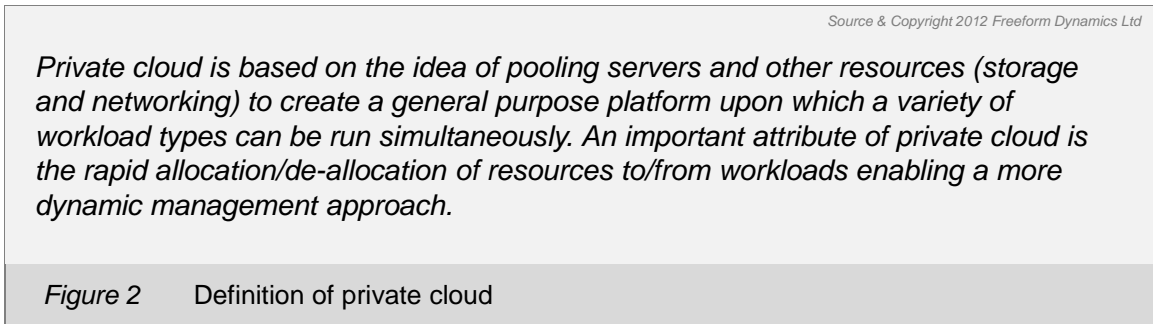 Source & Copyright 2012 Freeform Dynamics Ltd
Private cloud is based on the idea of pooling servers and other resources (storage
and networking) to create a general purpose platform upon which a variety of
workload types can be run simultaneously. An important attribute of private cloud is
the rapid allocation/de-allocation of resources to/from workloads enabling a more
dynamic management approach.
Figure 2 Definition of private cloud